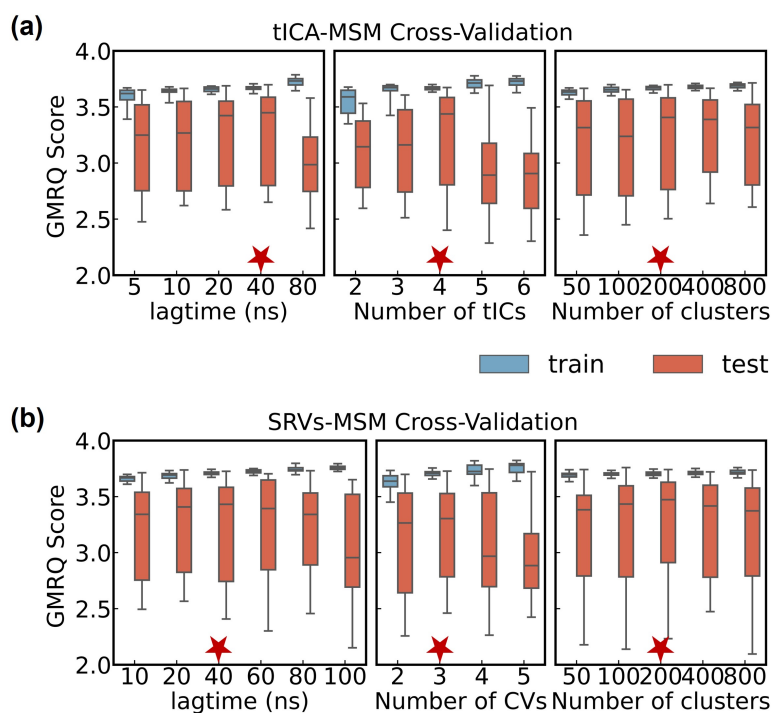 (a)
tICA-MSM Cross-Validation
GMRQ Score
4.0
3.5
3.0
2.5
2.0
5 10 20 40 80
lagtime (ns)
2 3 4 5 6
Number of tICs
50 100 200 400 800
Number of clusters
train test
(b)
SRVs-MSM Cross-Validation
GMRQ Score
4.0
3.5
3.0
2.5
2.0
10 20 40 60 80 100
lagtime (ns)
2 3 4 5
Number of CVs
50 100 200 400 800
Number of clusters